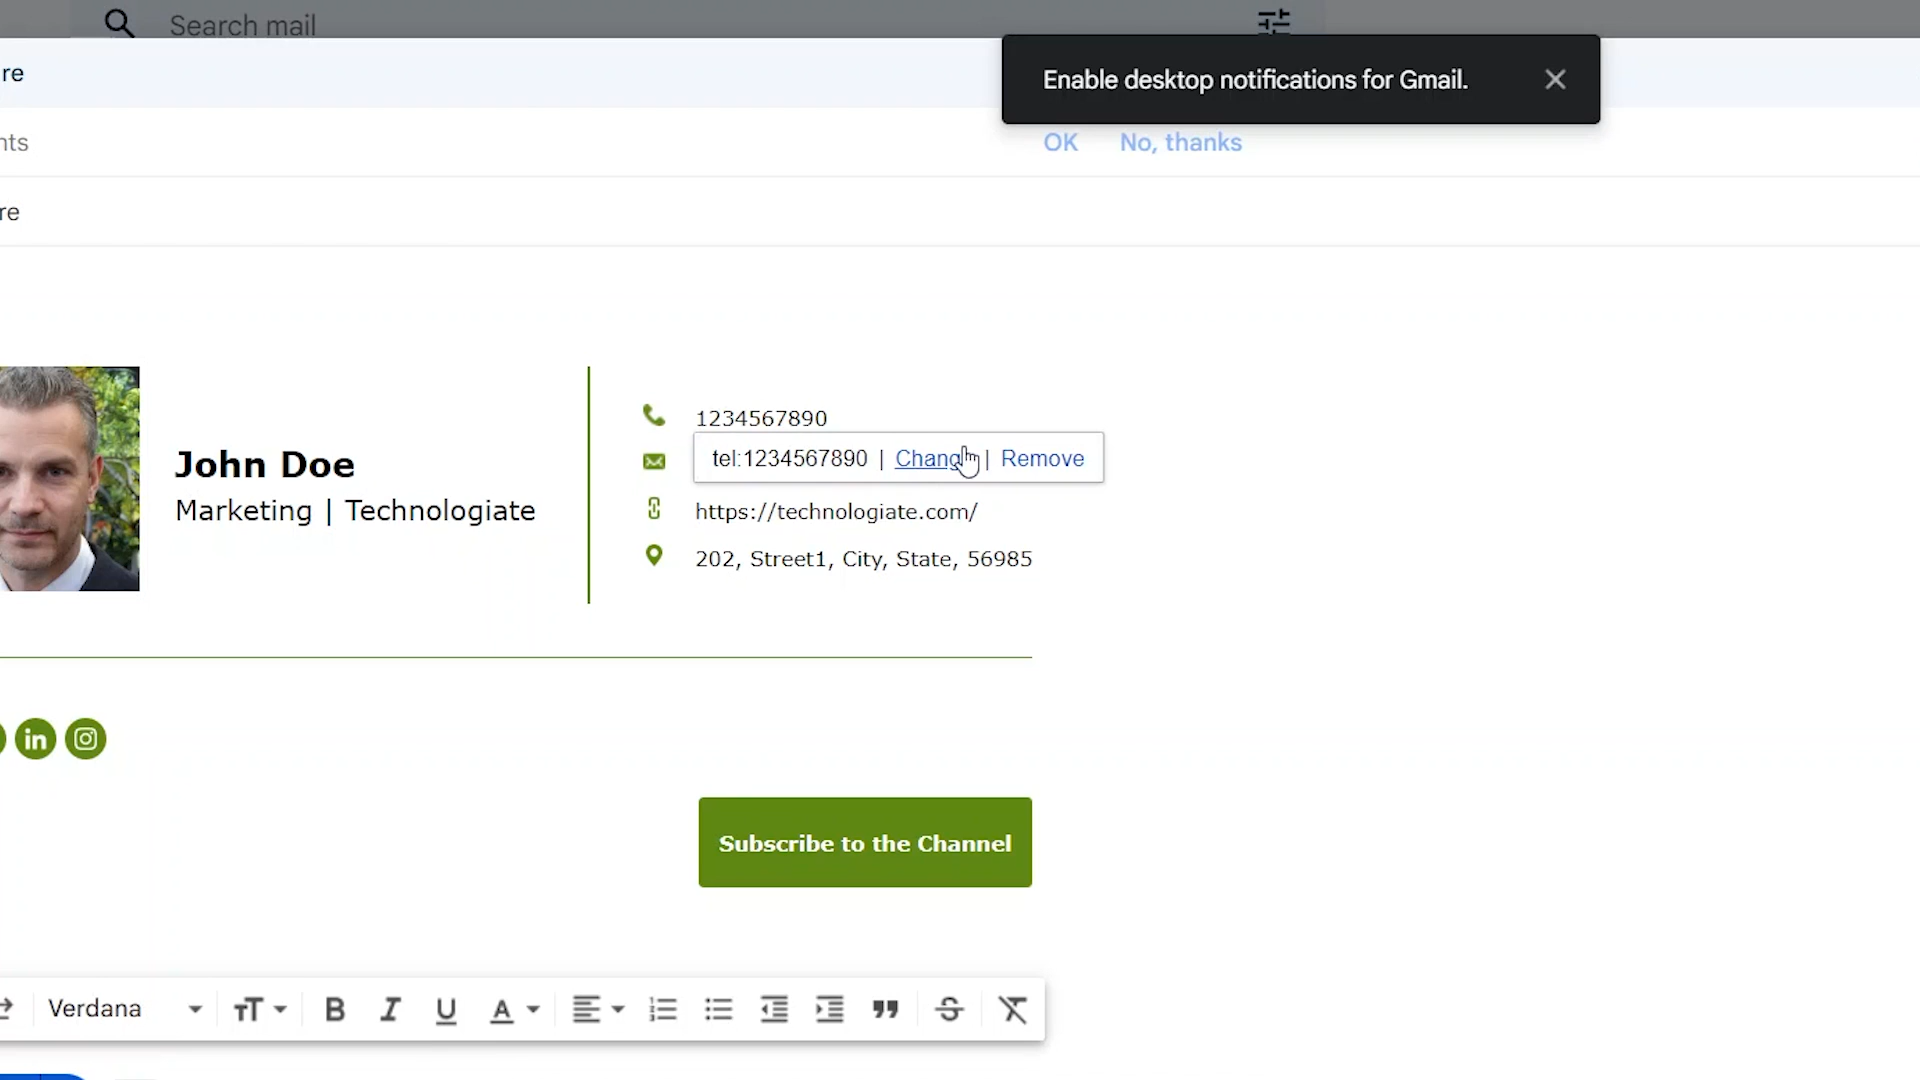 Search mail
re
Enable desktop notifications for Gmail.
nts
OK No, thanks
re
1234567890
tel:1234567890 | Chang | Remove
John Doe
Marketing | Technologiate
https://technologiate.com/
202, Street1, City, State, 56985
in
Subscribe to the Channel
Verdana